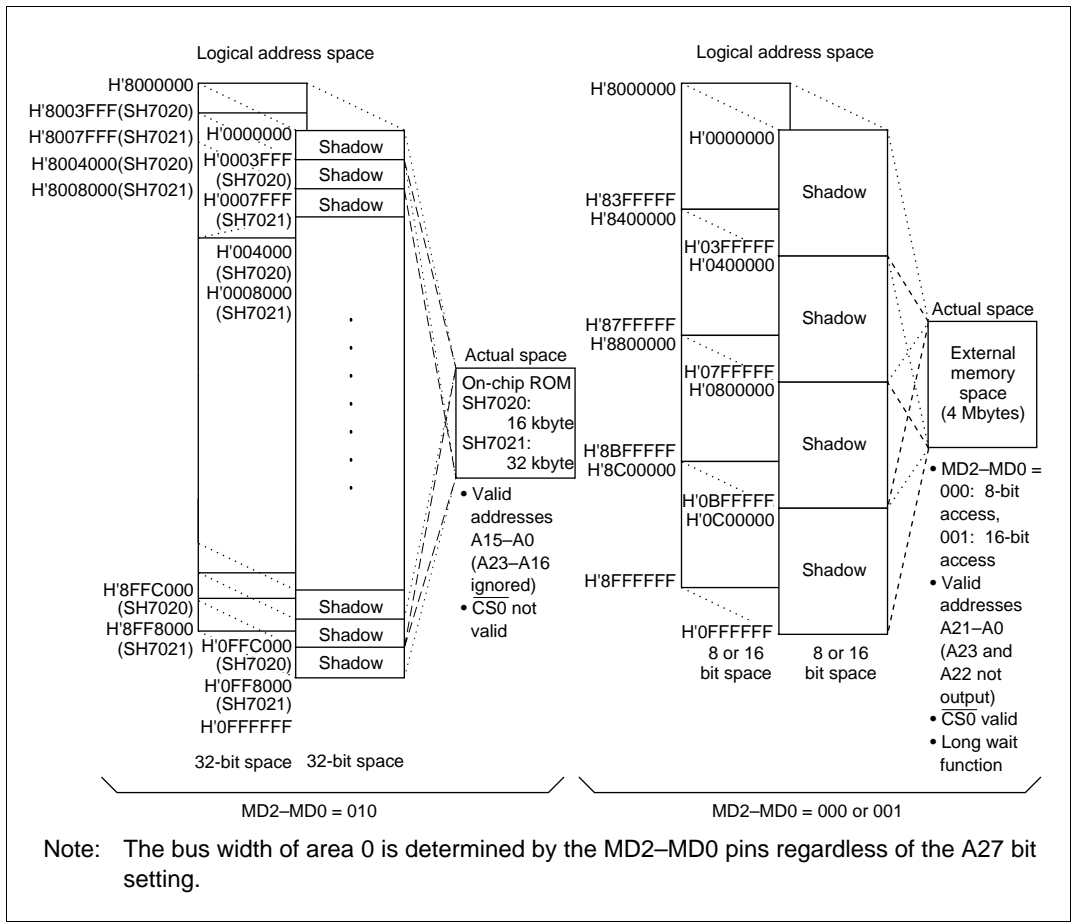 Logical address space
H'8000000
H'8003FFF(SH7020)
H'8007FFF(SH7021)
H'8004000(SH7020)
H'8008000(SH7021)
H'0000000
H'0003FFF
(SH7020)
H'0007FFF
(SH7021)
H'004000
(SH7020)
H'0008000
(SH7021)
Shadow
Shadow
Shadow
Actual space
On-chip ROM
SH7020:
16 kbyte
SH7021:
32 kbyte
• Valid
addresses
A15–A0
(A23–A16
ignored)
• CS0 not
valid
H'8FFC000
(SH7020)
H'8FF8000
(SH7021)
H'0FFC000
(SH7020)
H'0FF8000
(SH7021)
H'0FFFFFF
Shadow
Shadow
Shadow
32-bit space
32-bit space
MD2–MD0 = 010
Logical address space
H'8000000
H'0000000
H'83FFFFF
H'8400000
H'03FFFFF
H'0400000
H'87FFFFF
H'8800000
H'07FFFFF
H'0800000
H'8BFFFFF
H'8C00000
H'0BFFFFF
H'0C00000
H'8FFFFFF
H'0FFFFFF
Shadow
Shadow
Shadow
Shadow
8 or 16
bit space
8 or 16
bit space
Actual space
External
memory
space
(4 Mbytes)
• MD2–MD0 =
000: 8-bit
access,
001: 16-bit
access
• Valid
addresses
A21–A0
(A23 and
A22 not
output)
• CS0 valid
• Long wait
function
MD2–MD0 = 000 or 001
Note: The bus width of area 0 is determined by the MD2–MD0 pins regardless of the A27 bit
setting.